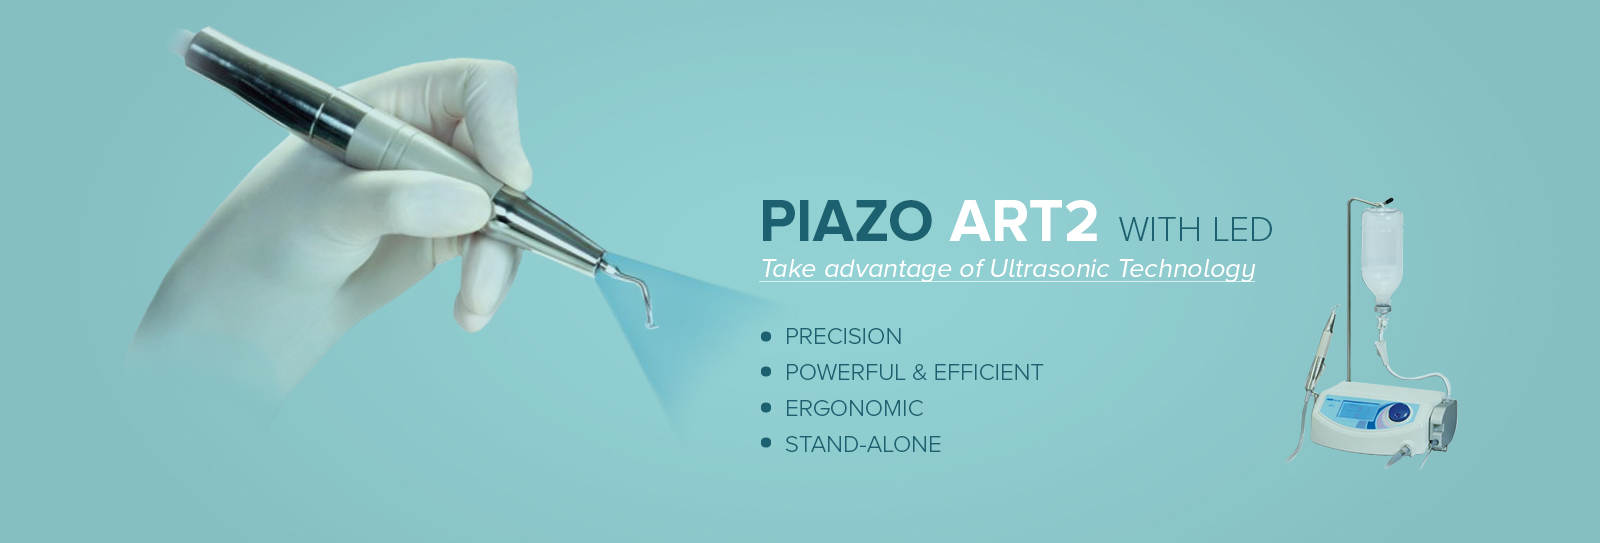 PIAZO ART2 WITH LED
Take advantage of Ultrasonic Technology
• PRECISION
• POWERFUL & EFFICIENT
• ERGONOMIC
• STAND-ALONE